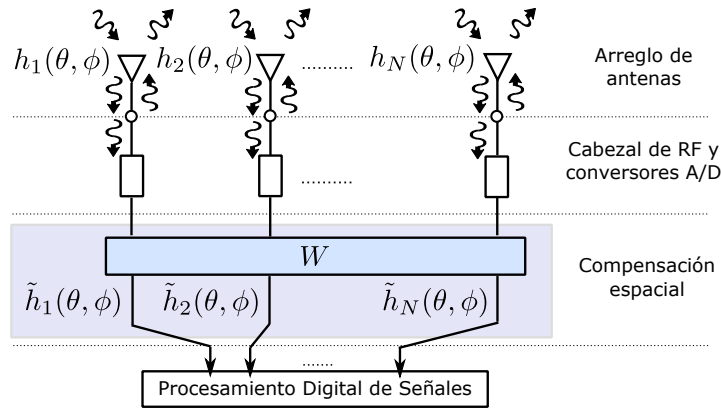 h₁(θ, ϕ) h₂(θ, ϕ) .......... h_N(θ, ϕ)
Arreglo de
antenas
Cabezal de RF y
conversores A/D
..........
W
h̃₁(θ, ϕ) h̃₂(θ, ϕ) h̃_N(θ, ϕ)
Compensación
espacial
.......
Procesamiento Digital de Señales